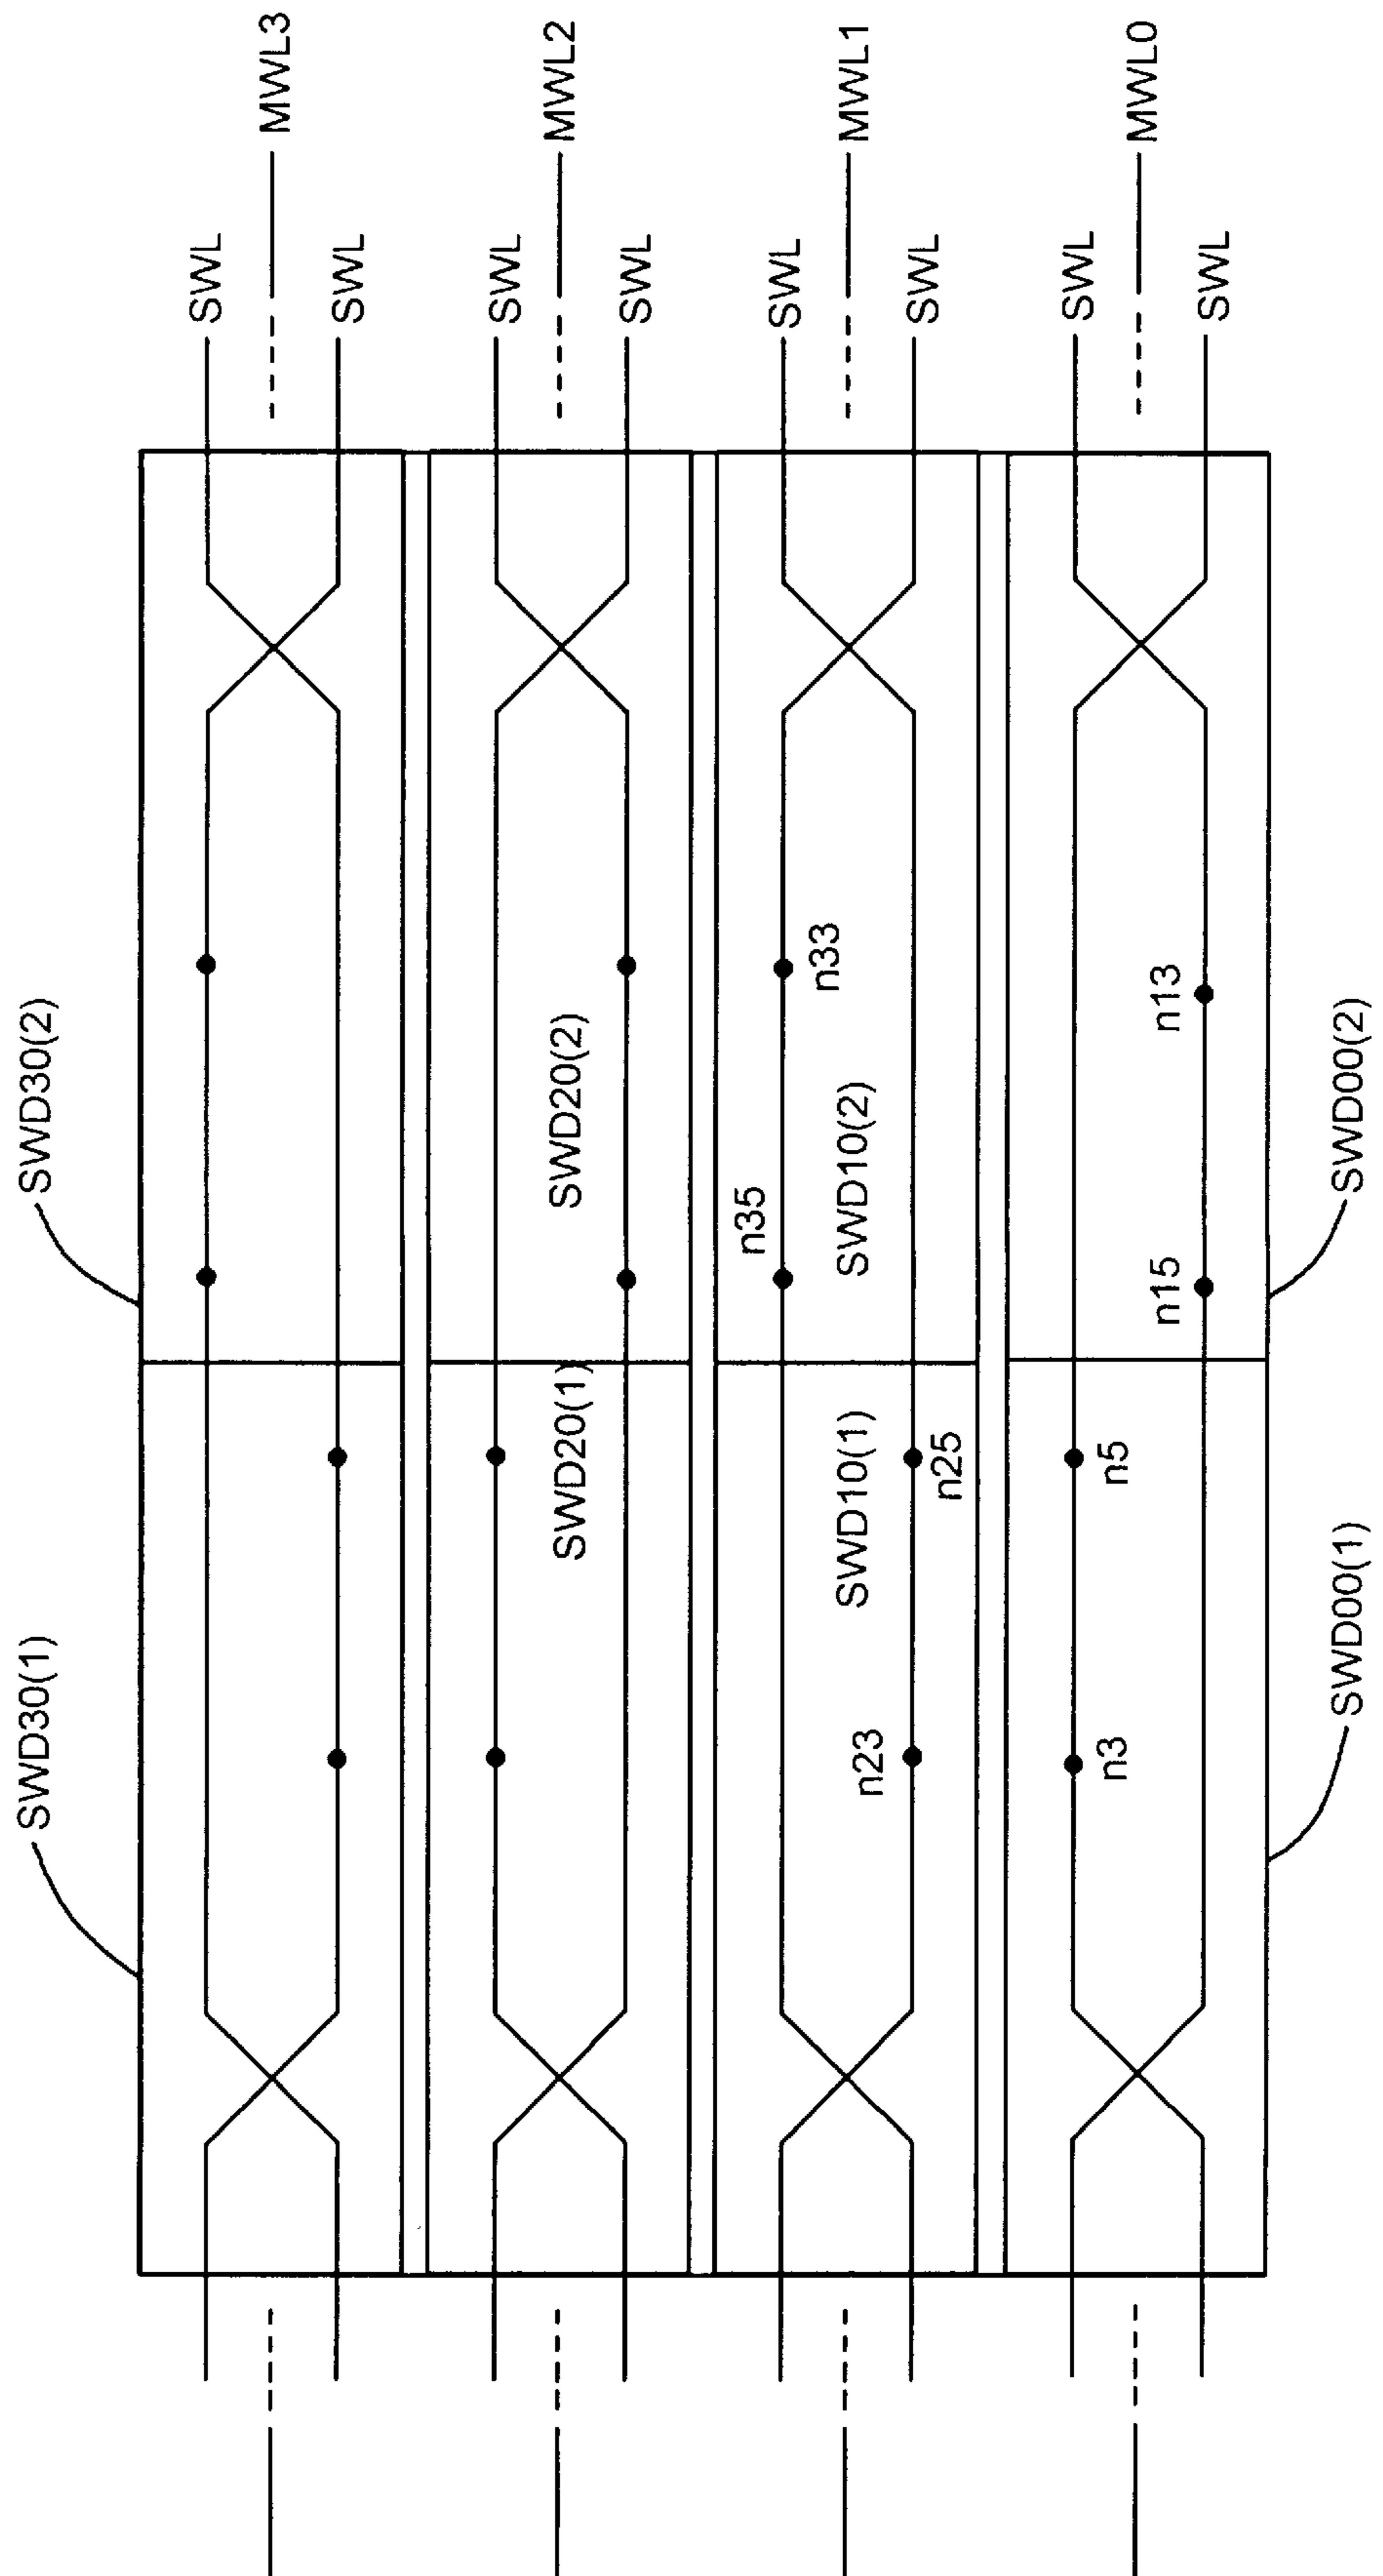 MWL3
MWL2
MWL1
MWL0
SWL
SWL
SWL
SWL
SWL
SWL
SWL
SWL
SWD30(2)
SWD20(2)
n33
n35
SWD10(2)
n13
n15
SWD00(2)
SWD30(1)
SWD20(1)
SWD10(1)
n25
n23
n5
n3
SWD00(1)